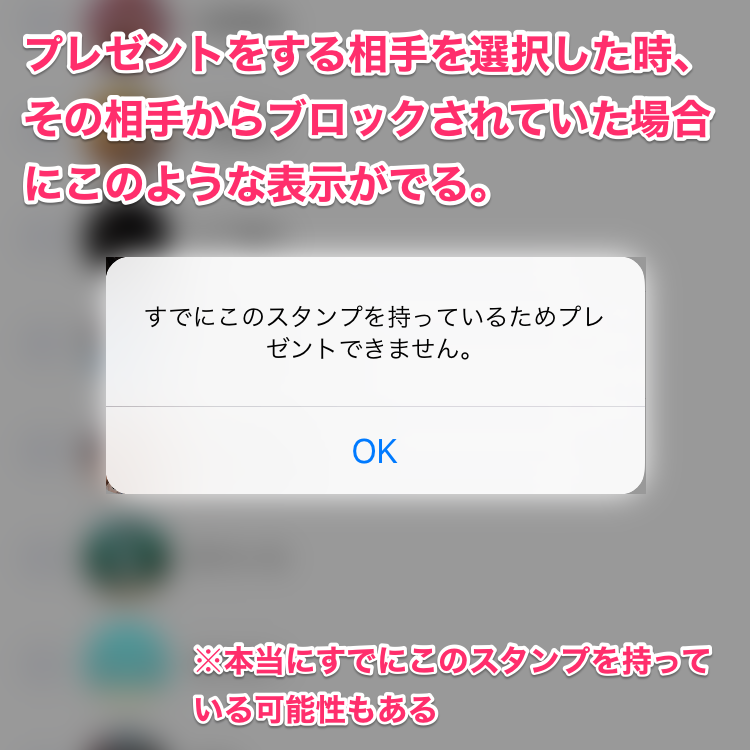 プレゼントをする相手を選択した時、
その相手からブロックされていた場合
にこのような表示がでる。
すでにこのスタンプを持っているためプレ
ゼントできません。
OK
※本当にすでにこのスタンプを持って
いる可能性もある